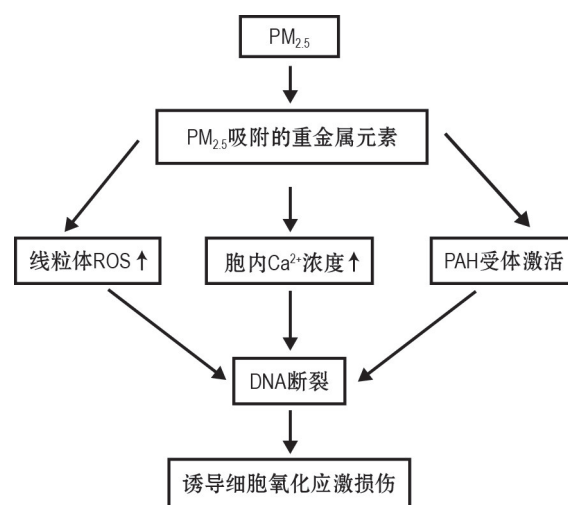 PM₂.₅
PM₂.₅吸附的重金属元素
线粒体ROS↑
胞内Ca²⁺浓度↑
PAH受体激活
DNA断裂
诱导细胞氧化应激损伤